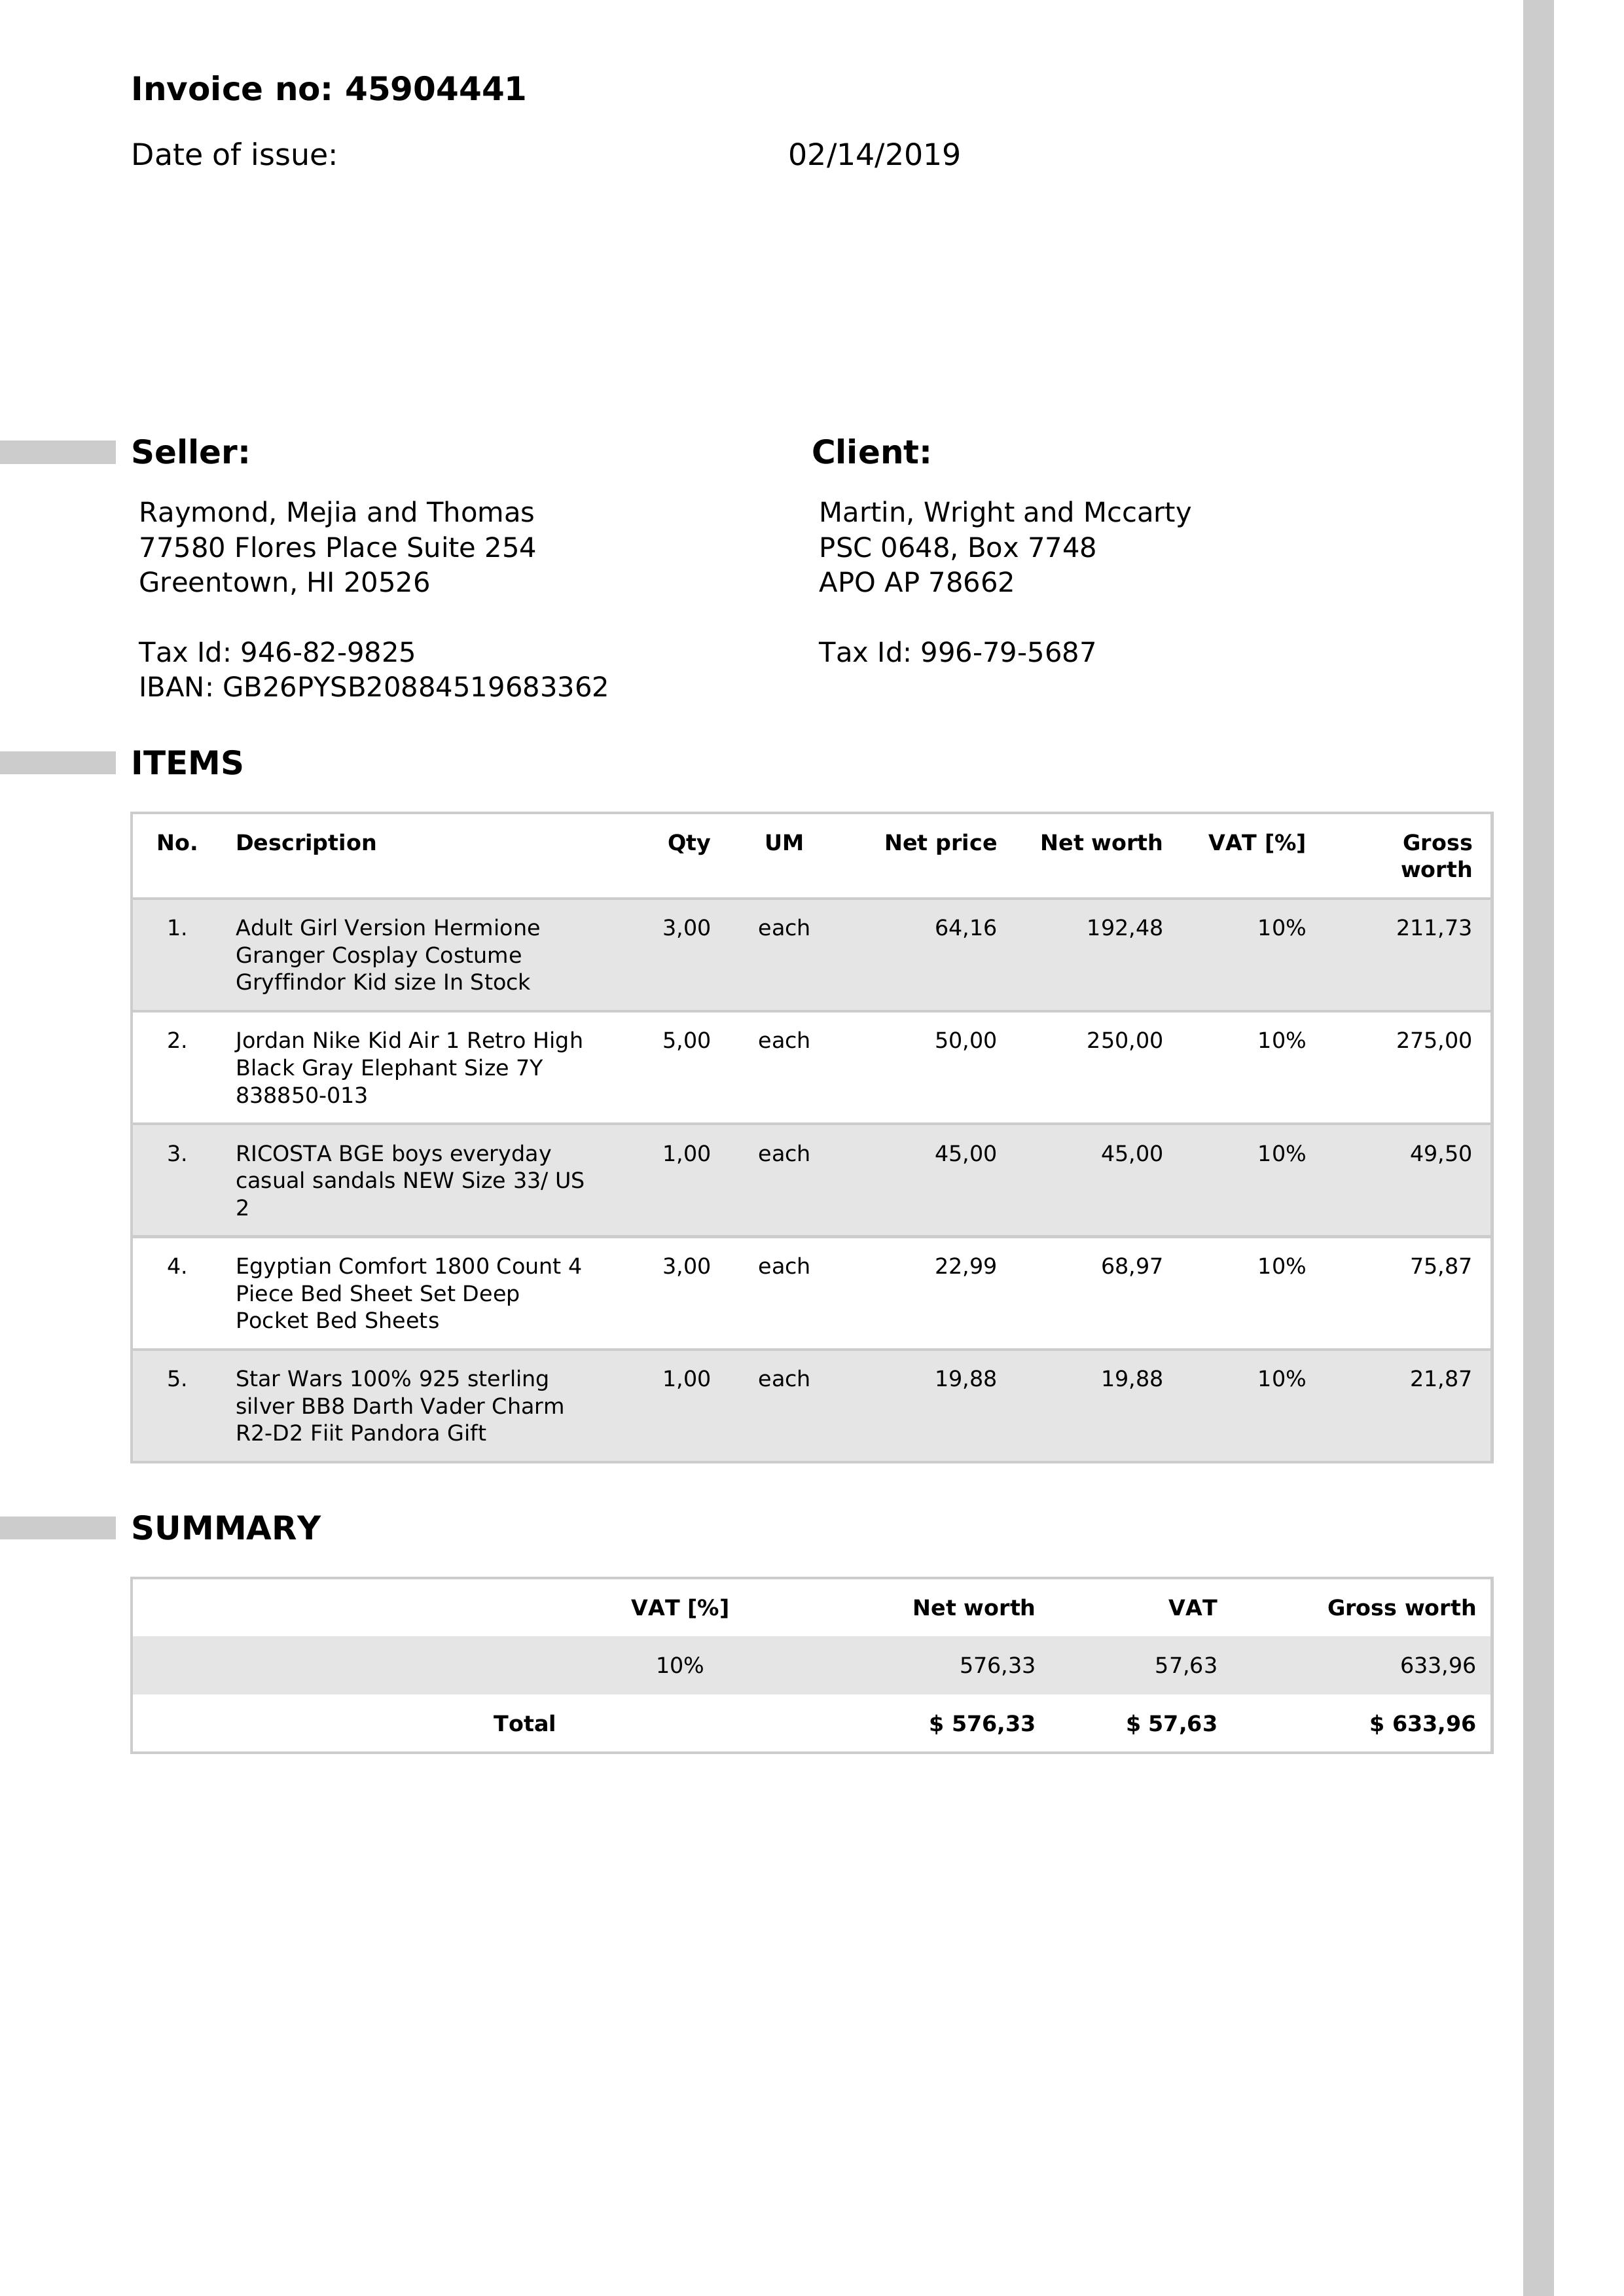 Invoice no: 45904441
Date of issue: 02/14/2019
Seller: Client:
Raymond, Mejia and Thomas Martin, Wright and Mccarty
77580 Flores Place Suite 254 PSC 0648, Box 7748
Greentown, HI 20526 APO AP 78662
Tax Id: 946-82-9825 Tax Id: 996-79-5687
IBAN: GB26PYSB20884519683362
ITEMS
No. Description Qty UM Net price Net worth VAT [%] Gross
worth
1. Adult Girl Version Hermione 3,00 each 64,16 192,48 10% 211,73
Granger Cosplay Costume
Gryffindor Kid size In Stock
2. Jordan Nike Kid Air 1 Retro High 5,00 each 50,00 250,00 10% 275,00
Black Gray Elephant Size 7Y
838850-013
3. RICOSTA BGE boys everyday 1,00 each 45,00 45,00 10% 49,50
casual sandals NEW Size 33/ US
2
4. Egyptian Comfort 1800 Count 4 3,00 each 22,99 68,97 10% 75,87
Piece Bed Sheet Set Deep
Pocket Bed Sheets
5. Star Wars 100% 925 sterling 1,00 each 19,88 19,88 10% 21,87
silver BB8 Darth Vader Charm
R2-D2 Fiit Pandora Gift
SUMMARY
VAT [%] Net worth VAT Gross worth
10% 576,33 57,63 633,96
Total $ 576,33 $ 57,63 $ 633,96